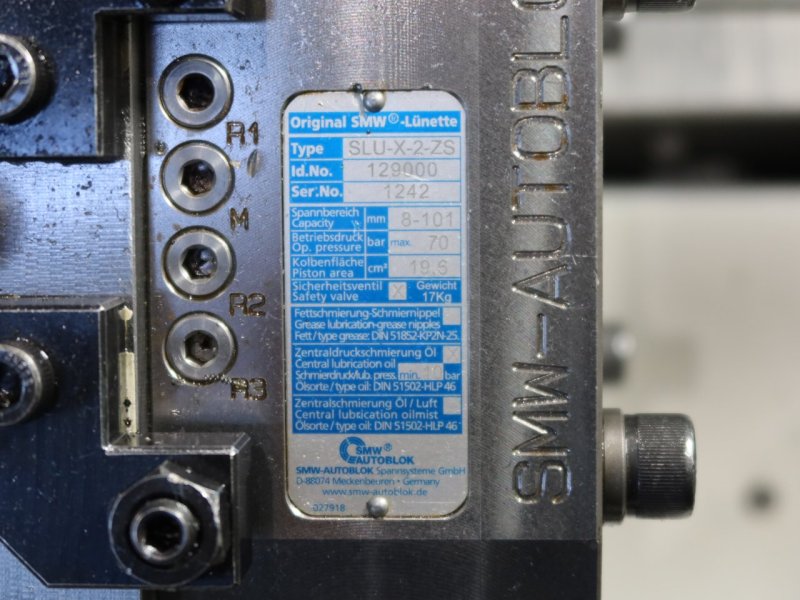 R1
M
R2
R3
Original SMW®-Lünette
Type SLU-X-2-ZS
Id.No. 129000
Ser.No. 1242
Spannbereich
Capacity mm 8-101
Betriebsdruck
Op. pressure bar max. 70
Kolbenfläche
Piston area cm² 19,6
Sicherheitsventil
Safety valve X Gewicht
17Kg
Fettschmierung-Schmiernippel
Grease lubrication-grease nipples
Fett / type grease: DIN 51852-KP2N-25
Zentraldruckschmierung Öl X
Central lubrication oil
Schmierdruck/lub. press. min. bar
Ölsorte / type oil: DIN 51502-HLP 46
Zentralschmierung Öl / Luft
Central lubrication oilmist
Ölsorte / type oil: DIN 51502-HLP 46
SMW®
AUTOBLOK
SMW-AUTOBLOK Spannsysteme GmbH
D-88074 Meckenbeuren • Germany
www.smw-autoblok.de
027918
SMW-AUTOBLO